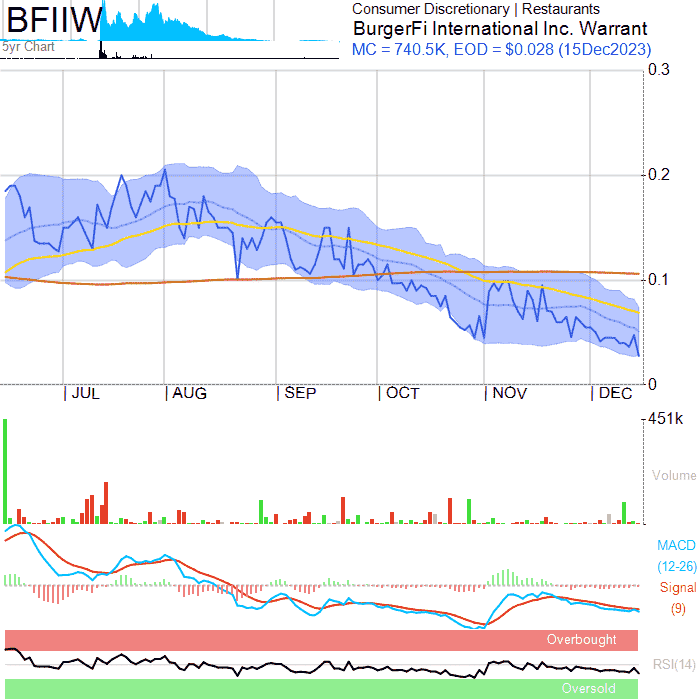 BFIIW
5yr Chart
Consumer Discretionary | Restaurants
BurgerFi International Inc. Warrant
MC = 740.5K, EOD = $0.028 (15Dec2023)
0.3
0.2
0.1
0
JUL
AUG
SEP
OCT
NOV
DEC
451k
Volume
MACD
(12-26)
Signal
(9)
Overbought
RSI(14)
Oversold